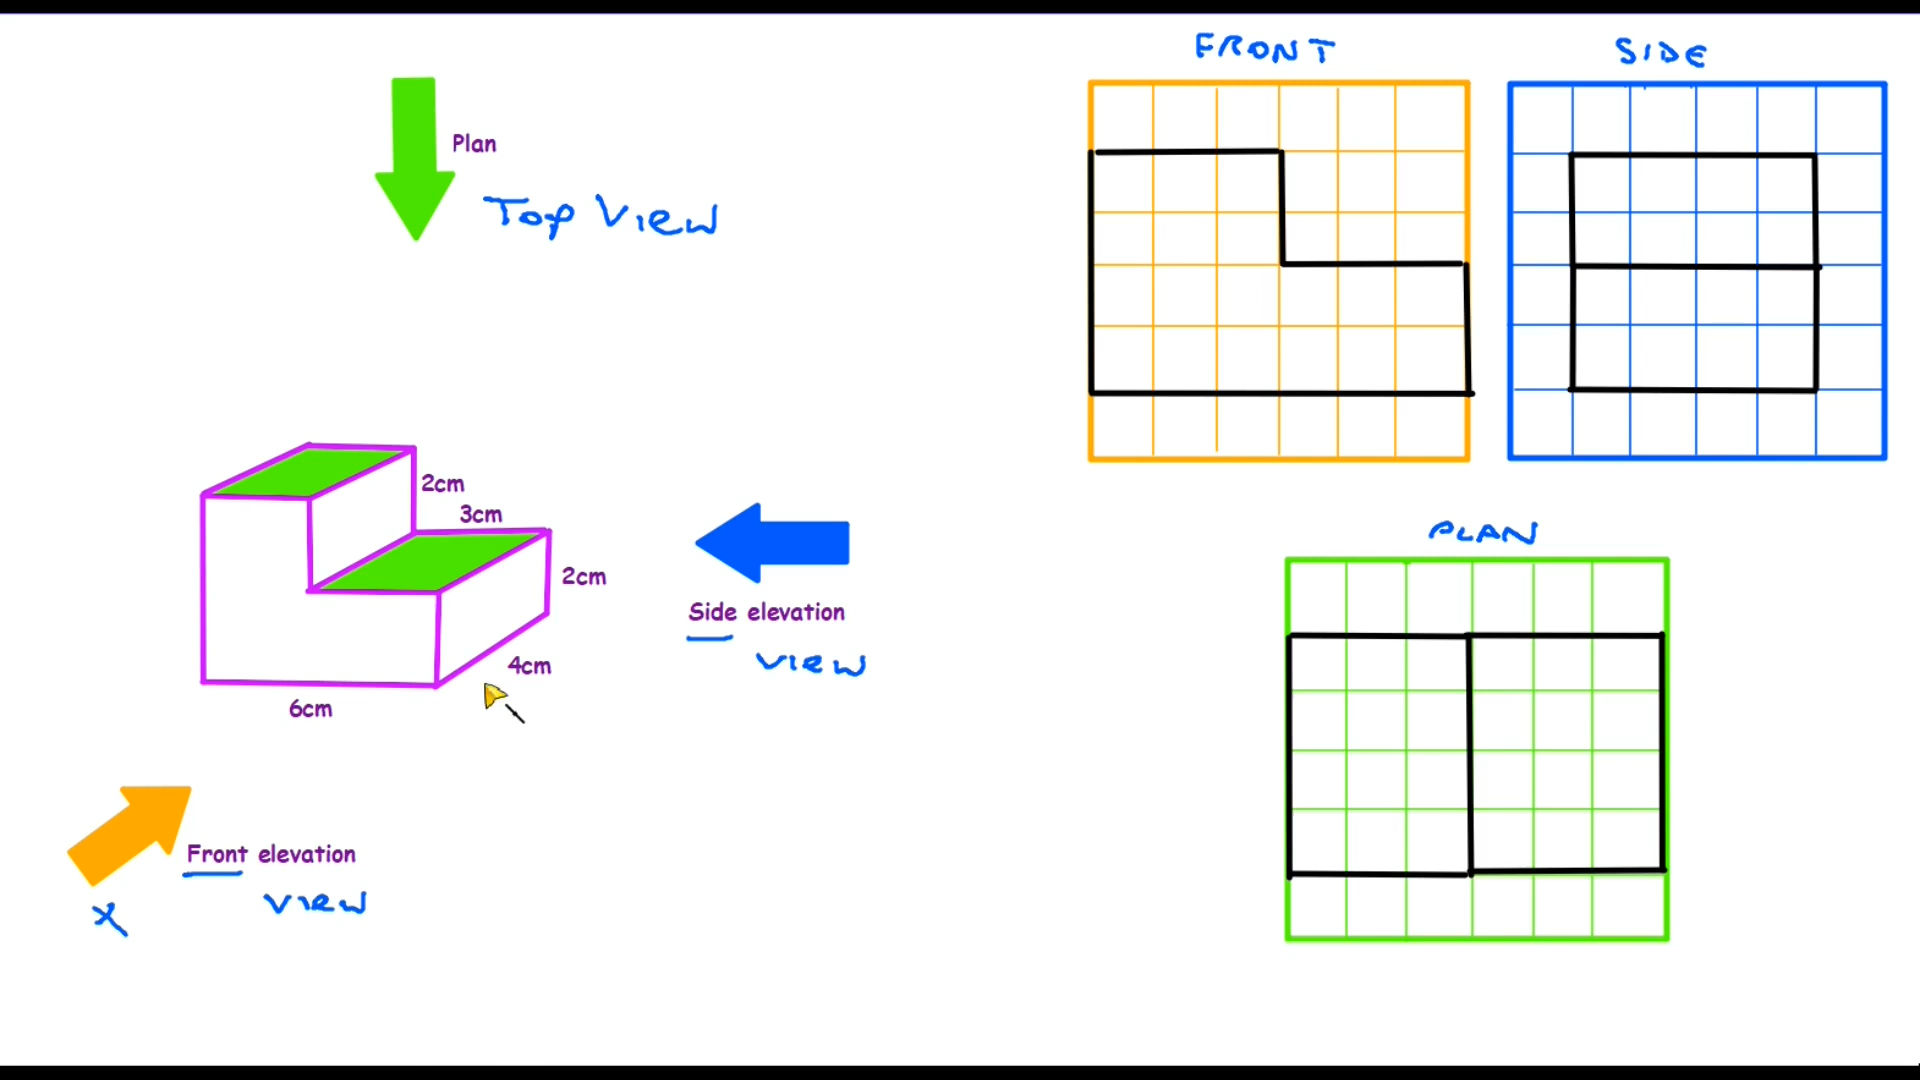 FRONT
SIDE
Plan
Top View
2cm
3cm
2cm
Side elevation
view
4cm
6cm
PLAN
Front elevation
view
X